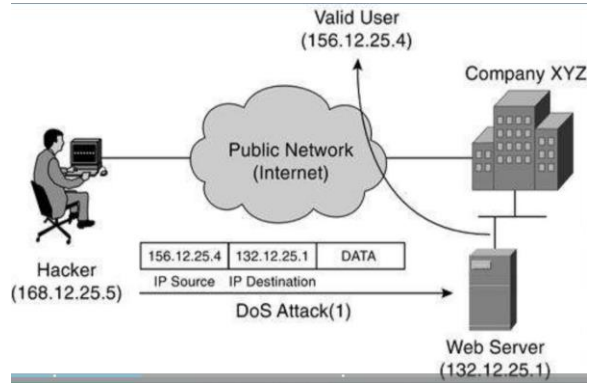 Valid User
(156.12.25.4)
Company XYZ
Public Network
(Internet)
156.12.25.4 132.12.25.1 DATA
IP Source IP Destination
Hacker
(168.12.25.5)
DoS Attack(1)
Web Server
(132.12.25.1)